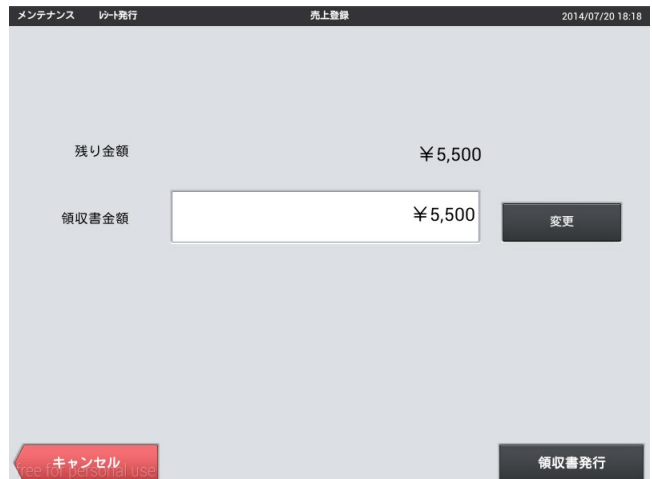 メンテナンス ﾚｼｰﾄ発行 売上登録 2014/07/20 18:18
残り金額 ￥5,500
領収書金額 ￥5,500 変更
キャンセル 領収書発行
free for personal use